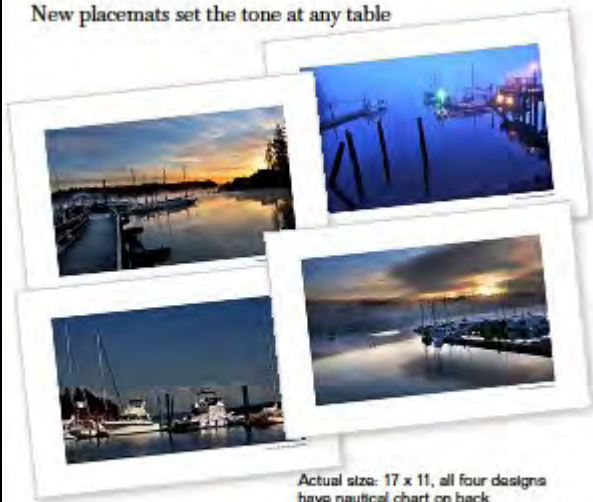 New placemats set the tone at any table
Actual size: 17 x 11, all four designs
have nautical chart on back